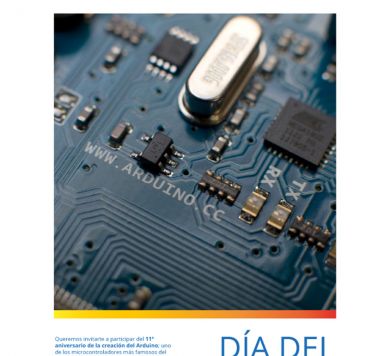 WWW.ARDUINO.CC
TX
RX
Queremos invitarte a participar del 11º
aniversario de la creación del Arduino; uno
de los microcontroladores más famosos del
DÍA DEL